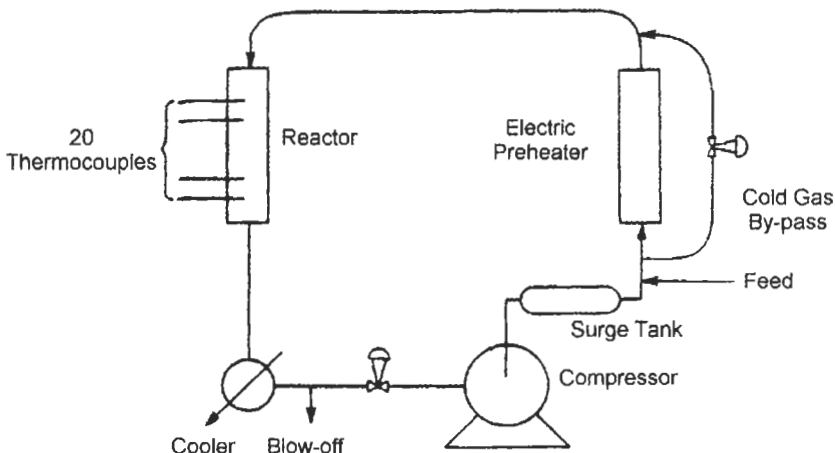 20
Thermocouples
Reactor
Electric
Preheater
Cold Gas
By-pass
Feed
Surge Tank
Compressor
Cooler
Blow-off